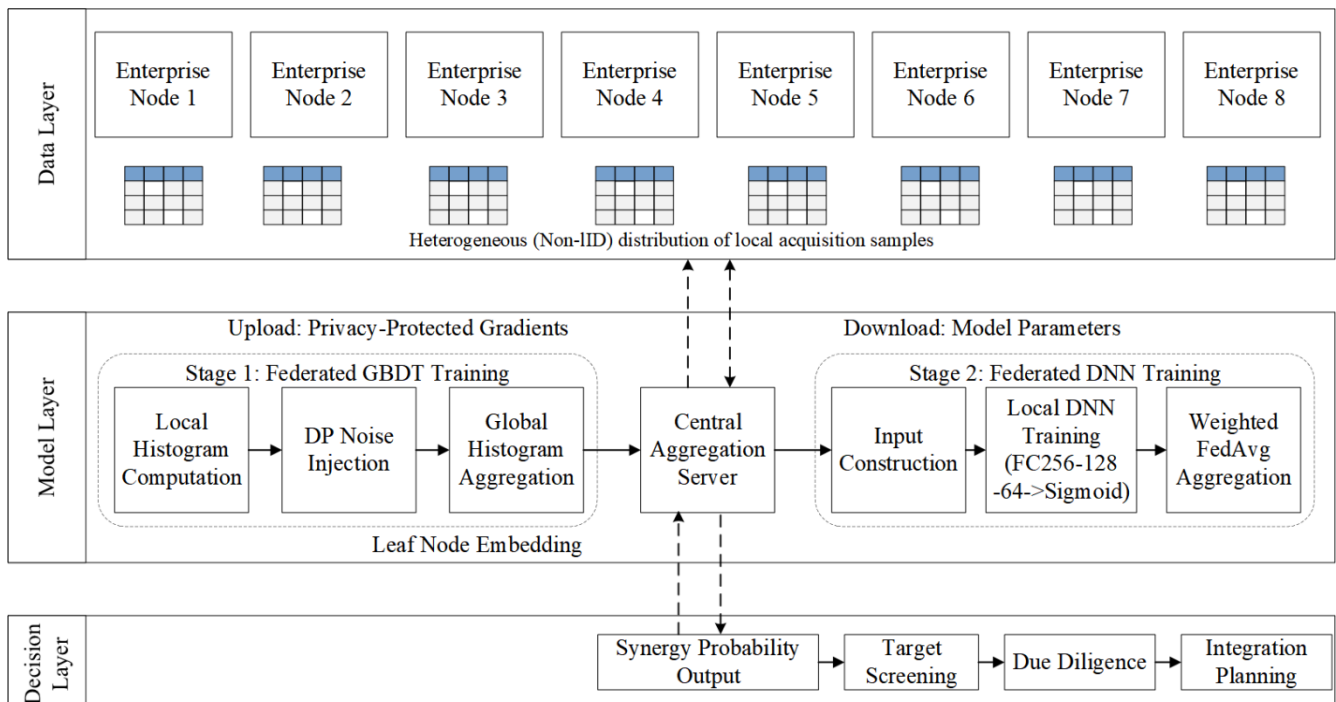 Data Layer
Enterprise
Node 1
Enterprise
Node 2
Enterprise
Node 3
Enterprise
Node 4
Enterprise
Node 5
Enterprise
Node 6
Enterprise
Node 7
Enterprise
Node 8
Heterogeneous (Non-IID) distribution of local acquisition samples
Model Layer
Upload: Privacy-Protected Gradients
Download: Model Parameters
Stage 1: Federated GBDT Training
Local
Histogram
Computation
DP Noise
Injection
Global
Histogram
Aggregation
Central
Aggregation
Server
Stage 2: Federated DNN Training
Input
Construction
Local DNN
Training
(FC256-128
-64->Sigmoid)
Weighted
FedAvg
Aggregation
Leaf Node Embedding
Decision
Layer
Synergy Probability
Output
Target
Screening
Due Diligence
Integration
Planning